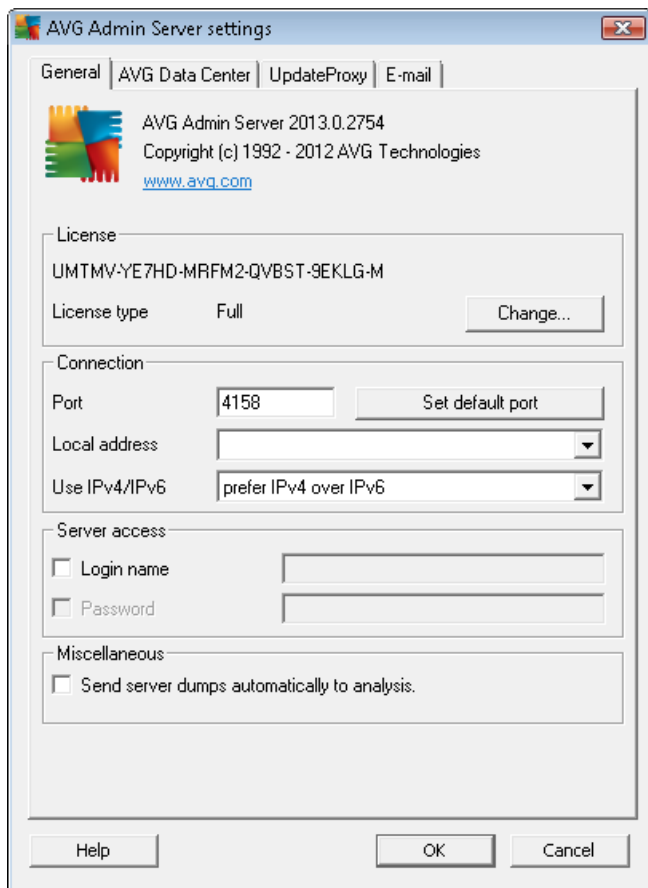 AVG Admin Server settings
General AVG Data Center UpdateProxy E-mail
AVG Admin Server 2013.0.2754
Copyright (c) 1992 - 2012 AVG Technologies
www.avg.com
License
UMTMV-YE7HD-MRFM2-QVBST-9EKLG-M
License type Full Change...
Connection
Port 4158 Set default port
Local address
Use IPv4/IPv6 prefer IPv4 over IPv6
Server access
Login name
Password
Miscellaneous
Send server dumps automatically to analysis.
Help OK Cancel